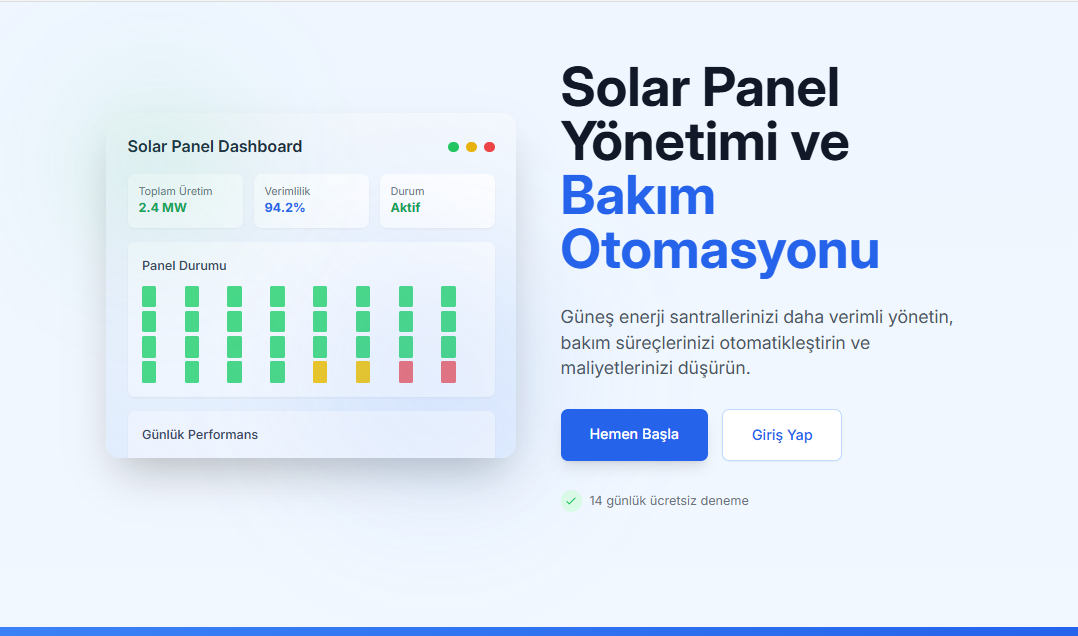 Solar Panel Dashboard
Toplam Üretim
2.4 MW
Verimlilik
94.2%
Durum
Aktif
Panel Durumu
Günlük Performans
Solar Panel
Yönetimi ve
Bakım
Otomasyonu
Güneş enerji santrallerinizi daha verimli yönetin,
bakım süreçlerinizi otomatikleştirin ve
maliyetlerinizi düşürün.
Hemen Başla
Giriş Yap
14 günlük ücretsiz deneme